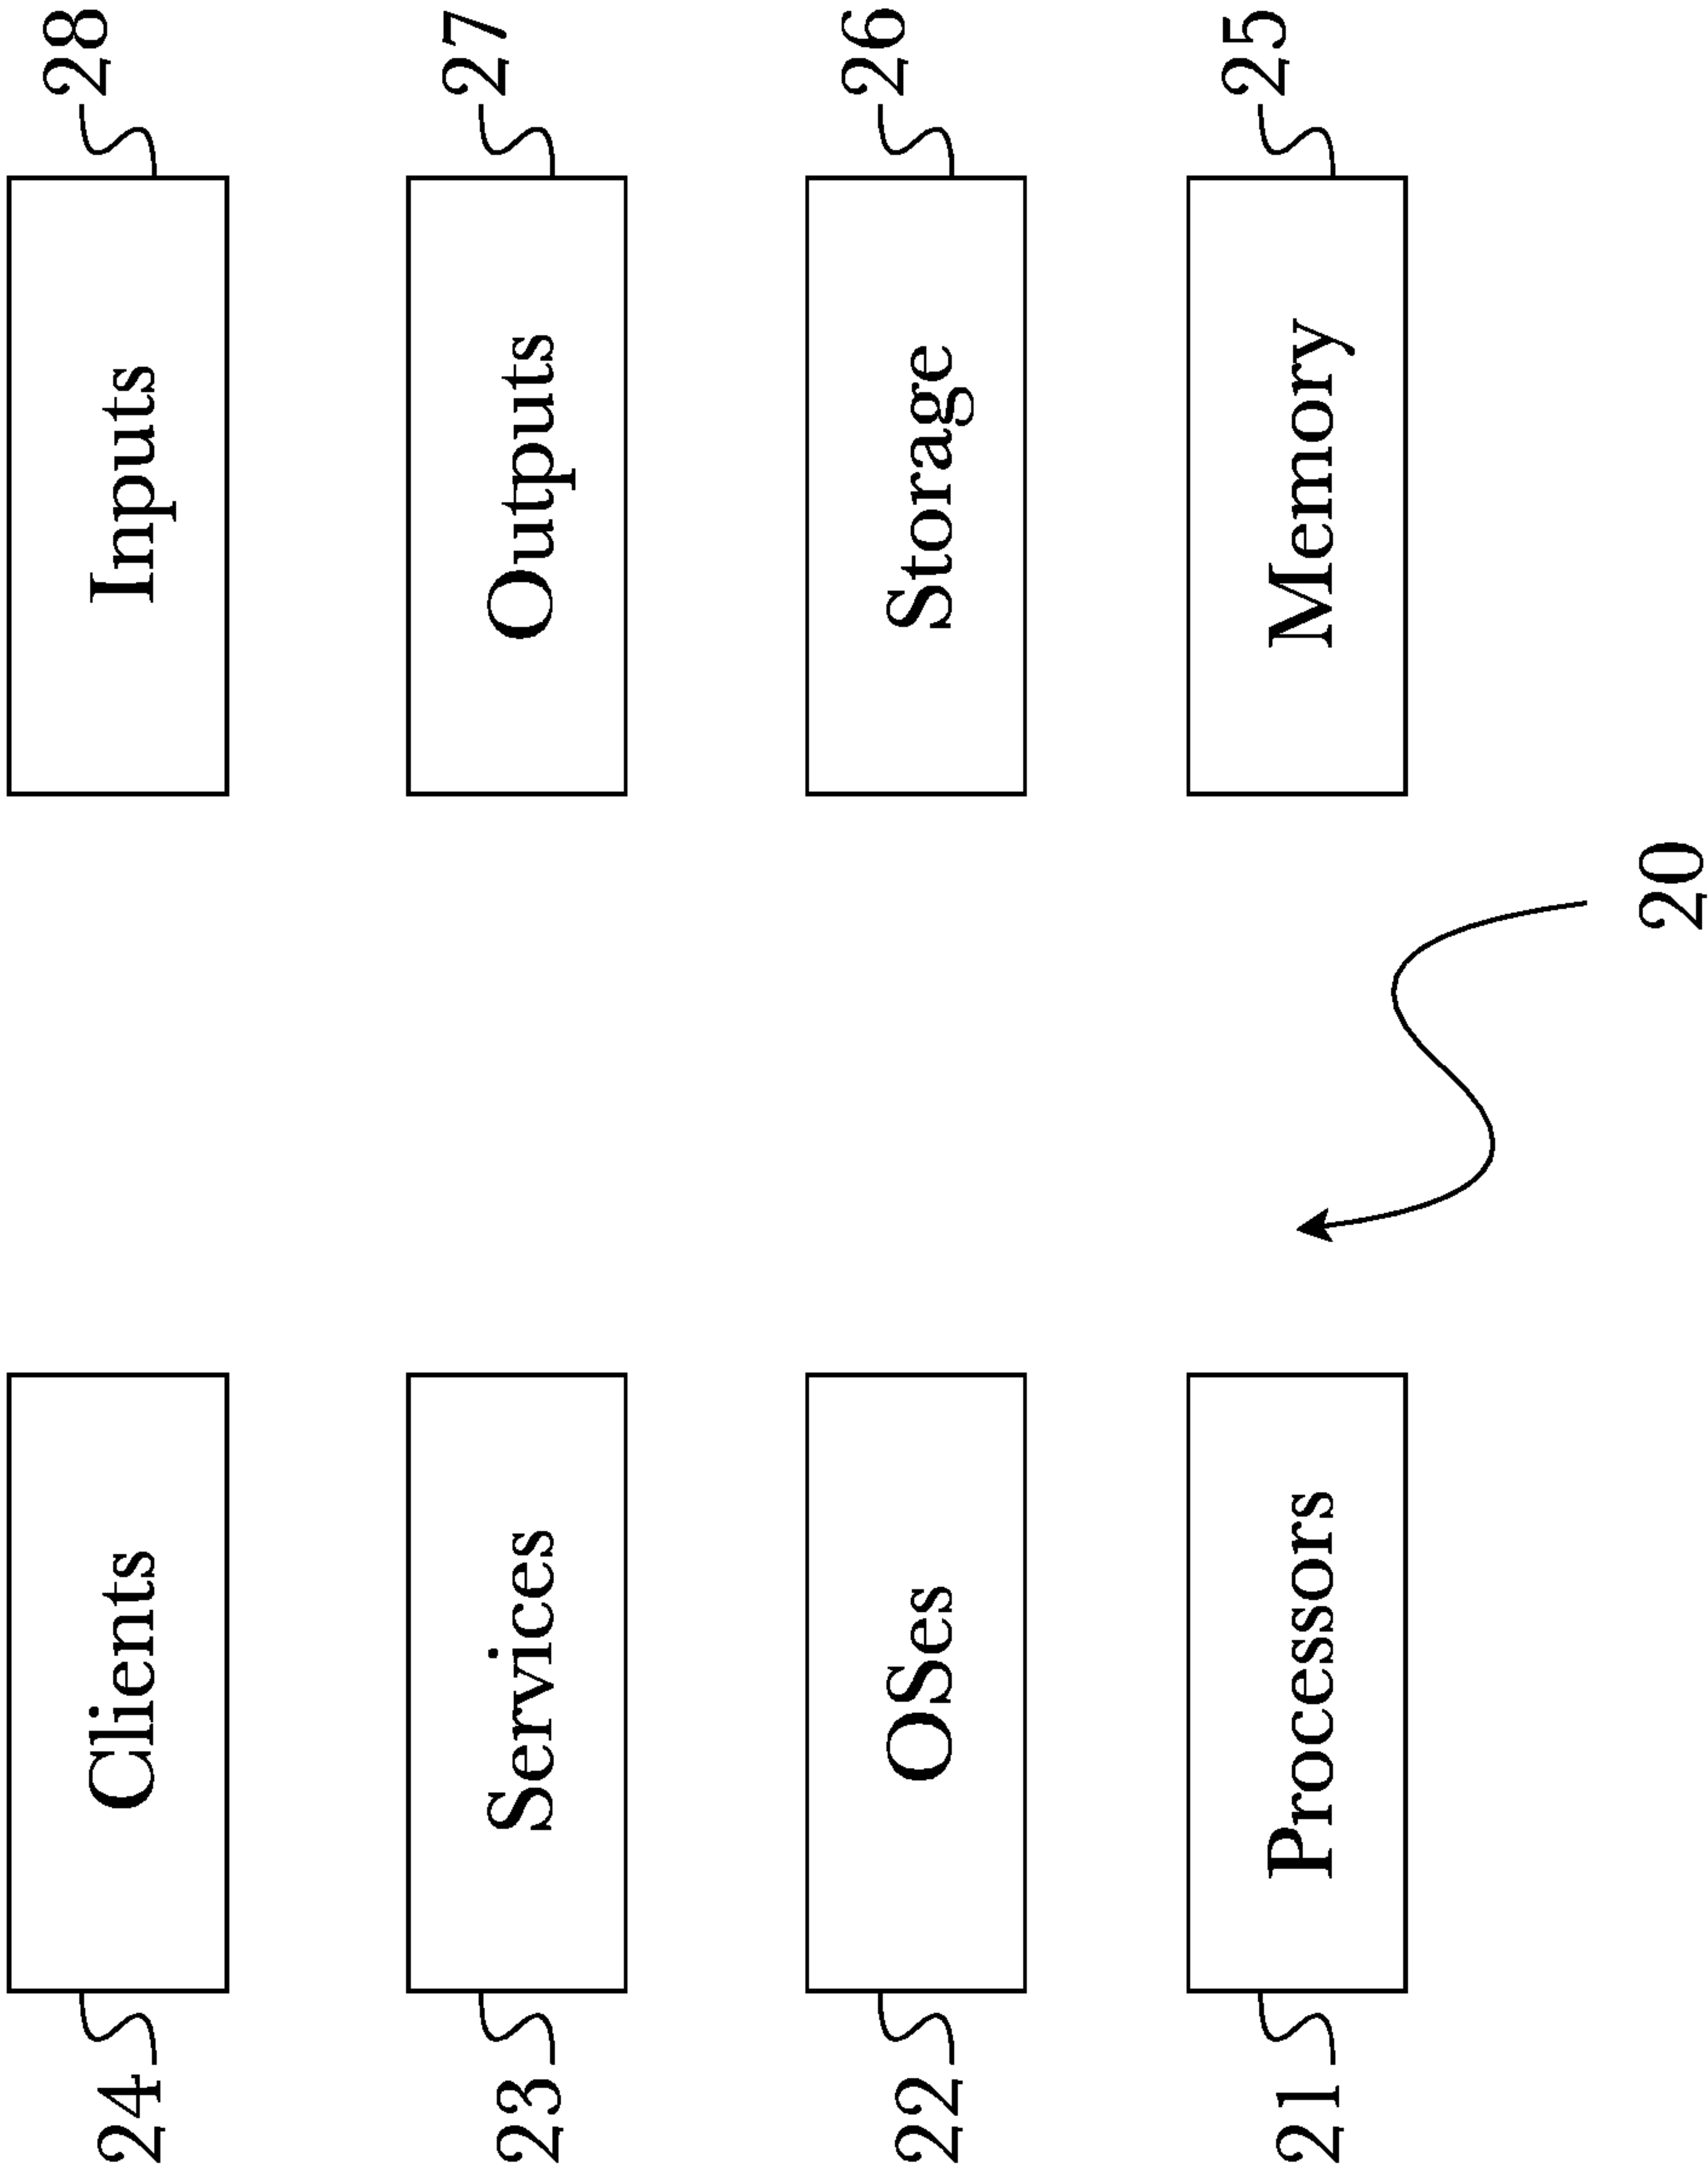 24 Clients Inputs 28
23 Services Outputs 27
22 OSes Storage 26
21 Processors Memory 25
20